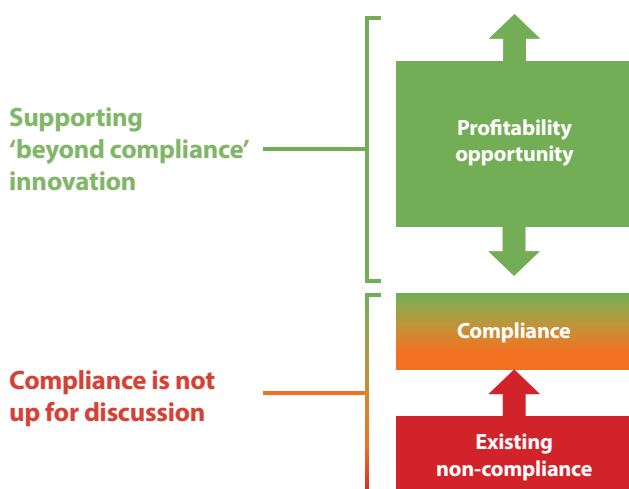 Supporting
‘beyond compliance’
innovation
Profitability
opportunity
Compliance
Compliance is not
up for discussion
Existing
non-compliance